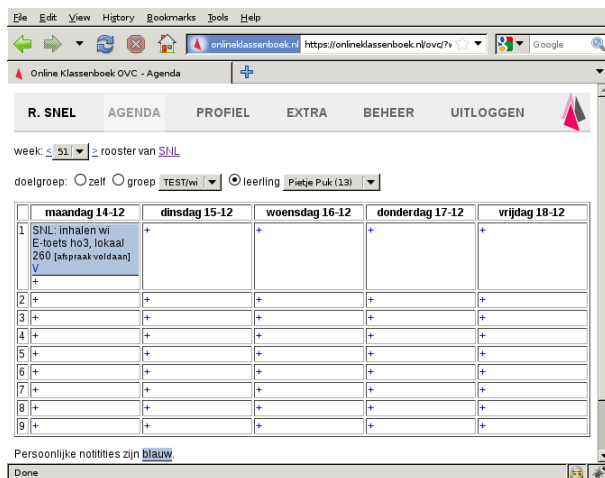 File Edit View History Bookmarks Tools Help
onlineklassenboek.nl https://onlineklassenboek.nl/ovc/?v Google
Online Klassenboek OVC - Agenda
R. SNEL AGENDA PROFIEL EXTRA BEHEER UITLOGGEN
week: < 51 > rooster van SNL
doelgroep: zelf groep TEST/wi leerling Pietje Puk (13)
maandag 14-12 dinsdag 15-12 woensdag 16-12 donderdag 17-12 vrijdag 18-12
1 SNL: inhalen wi + + + +
E-toets ho3, lokaal
260 [afspraak voldaan]
V
+
2 + + + + +
3 + + + + +
4 + + + + +
5 + + + + +
6 + + + + +
7 + + + + +
8 + + + + +
9 + + + + +
Persoonlijke notitities zijn blauw.
Done